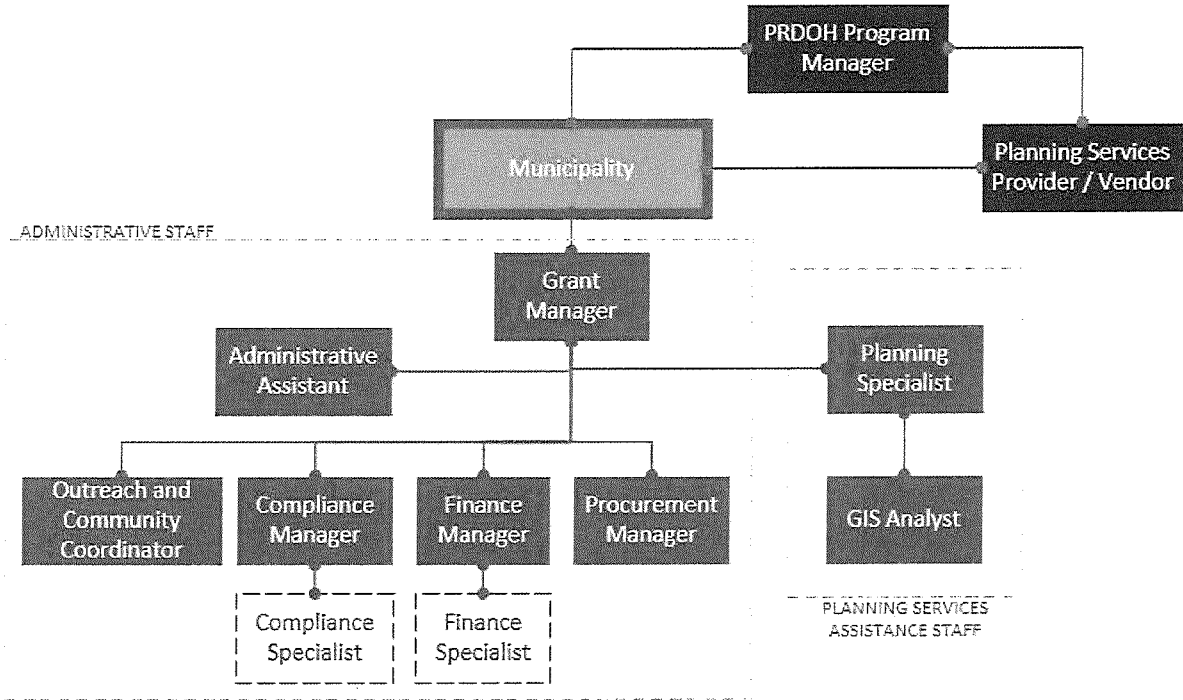 PRDOH Program
Manager
Municipality
Planning Services
Provider / Vendor
ADMINISTRATIVE STAFF
Grant
Manager
Administrative
Assistant
Planning
Specialist
Outreach and
Community
Coordinator
Compliance
Manager
Finance
Manager
Procurement
Manager
GIS Analyst
Compliance
Specialist
Finance
Specialist
PLANNING SERVICES
ASSISTANCE STAFF